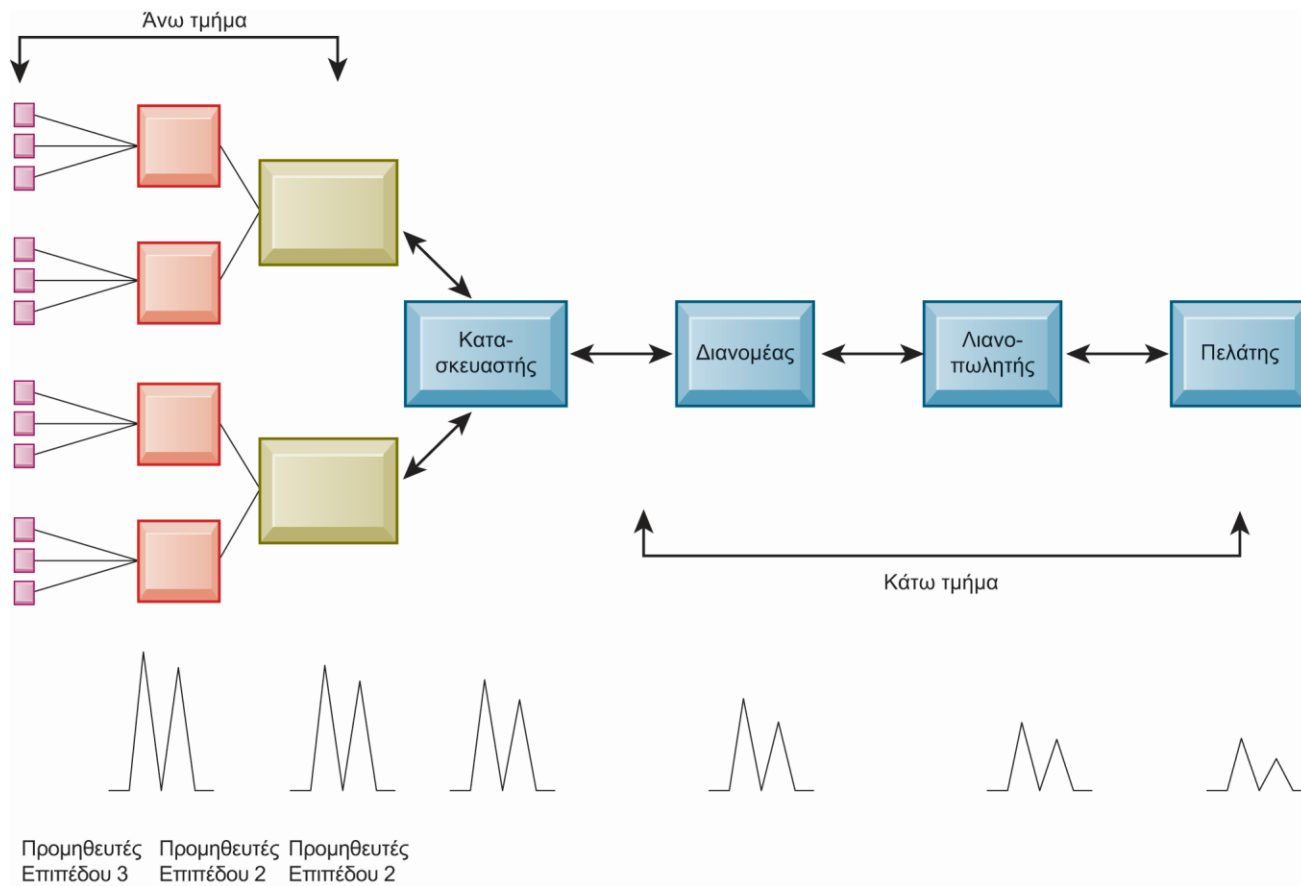 Άνω τμήμα
Κατα-
σκευαστής
Διανομέας
Λιανο-
πωλητής
Πελάτης
Κάτω τμήμα
Προμηθευτές
Επιπέδου 3
Προμηθευτές
Επιπέδου 2
Προμηθευτές
Επιπέδου 2